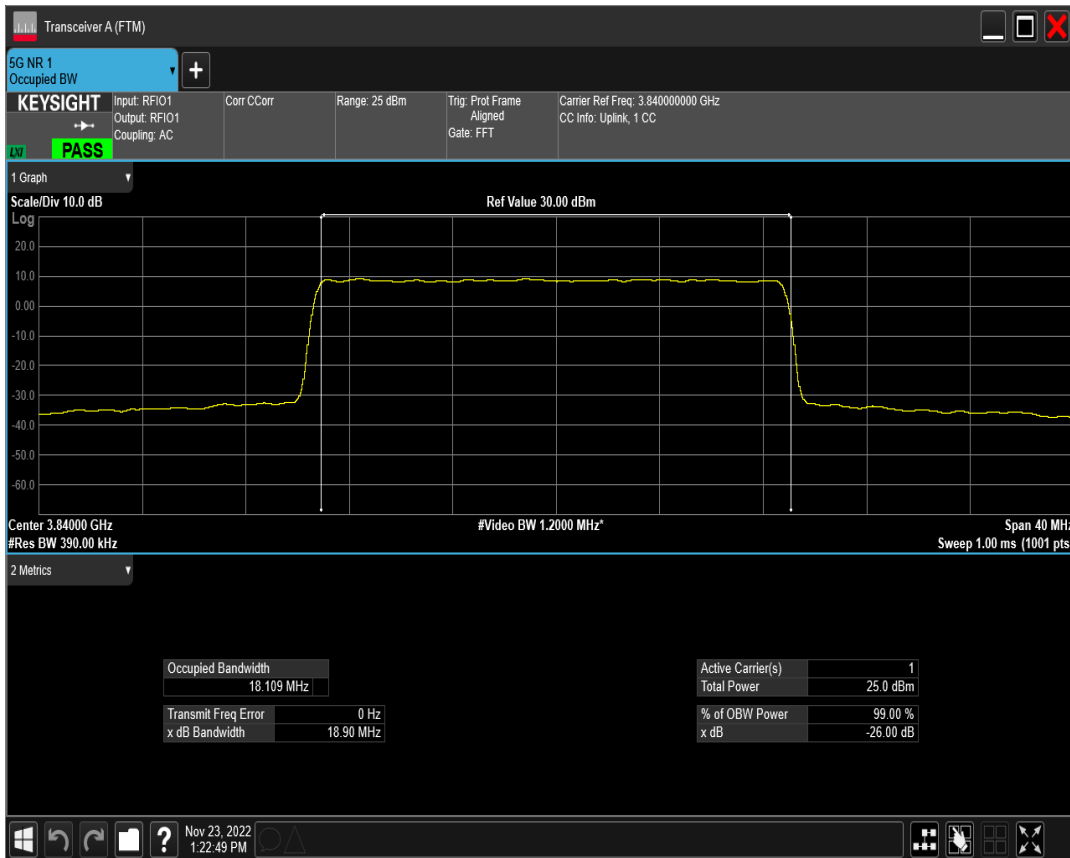 Transceiver A (FTM)
5G NR 1
Occupied BW
+
KEYSIGHT
LXI
PASS
Input: RFIO1
Output: RFIO1
Coupling: AC
Corr CCorr
Range: 25 dBm
Trig: Prot Frame
Aligned
Gate: FFT
Carrier Ref Freq: 3.840000000 GHz
CC Info: Uplink, 1 CC
1 Graph
Scale/Div 10.0 dB
Ref Value 30.00 dBm
Log
20.0
10.0
0.00
-10.0
-20.0
-30.0
-40.0
-50.0
-60.0
Center 3.84000 GHz
#Video BW 1.2000 MHz*
Span 40 MHz
#Res BW 390.00 kHz
Sweep 1.00 ms (1001 pts
2 Metrics
Occupied Bandwidth
18.109 MHz
Transmit Freq Error 0 Hz
x dB Bandwidth 18.90 MHz
Active Carrier(s) 1
Total Power 25.0 dBm
% of OBW Power 99.00 %
x dB -26.00 dB
?
Nov 23, 2022
1:22:49 PM